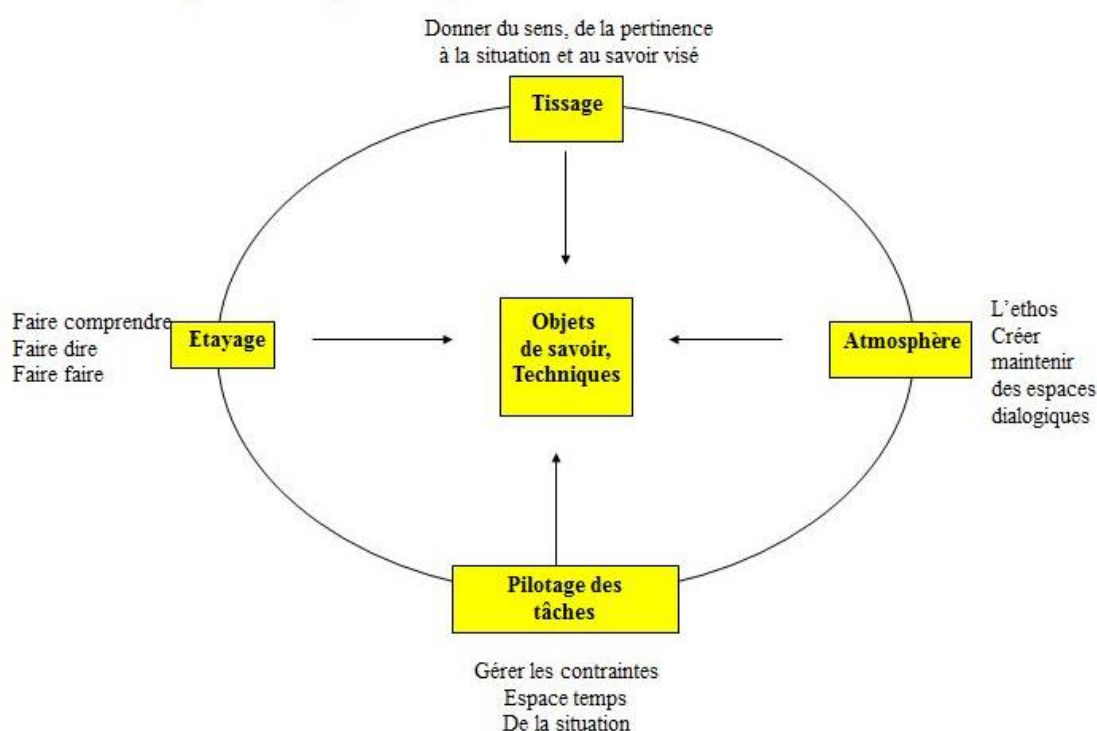 Donner du sens, de la pertinence
à la situation et au savoir visé
Tissage
Faire comprendre
Faire dire
Faire faire
Etayage
Objets
de savoir,
Techniques
Atmosphère
L'ethos
Créer
maintenir
des espaces
dialogiques
Pilotage des
tâches
Gérer les contraintes
Espace temps
De la situation